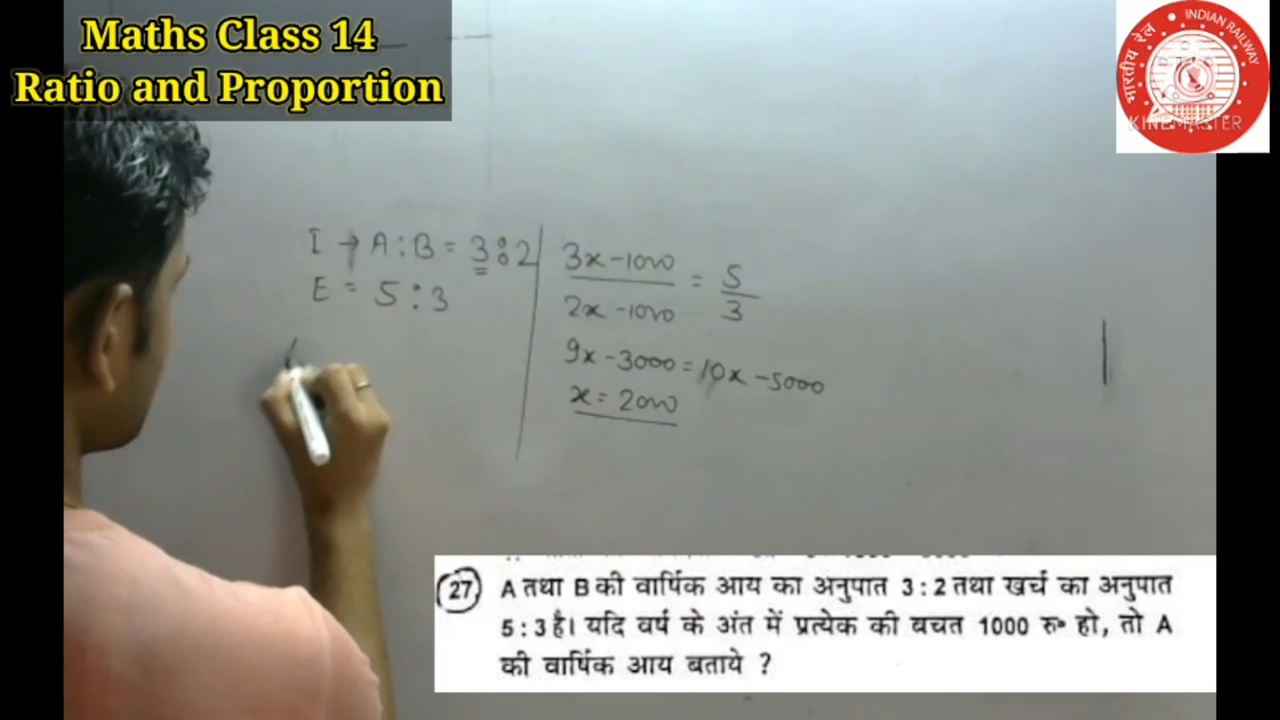 Maths Class 14
Ratio and Proportion
भारतीय रेल
INDIAN RAILWAY
KINEMASTER
I → A : B = 3 : 2
E = 5 : 3
3x - 1000 / 2x - 1000 = 5 / 3
9x - 3000 = 10x - 5000
x = 2000
27 A तथा B की वार्षिक आय का अनुपात 3 : 2 तथा खर्च का अनुपात
5 : 3 है। यदि वर्ष के अंत में प्रत्येक की बचत 1000 रु॰ हो, तो A
की वार्षिक आय बताये ?